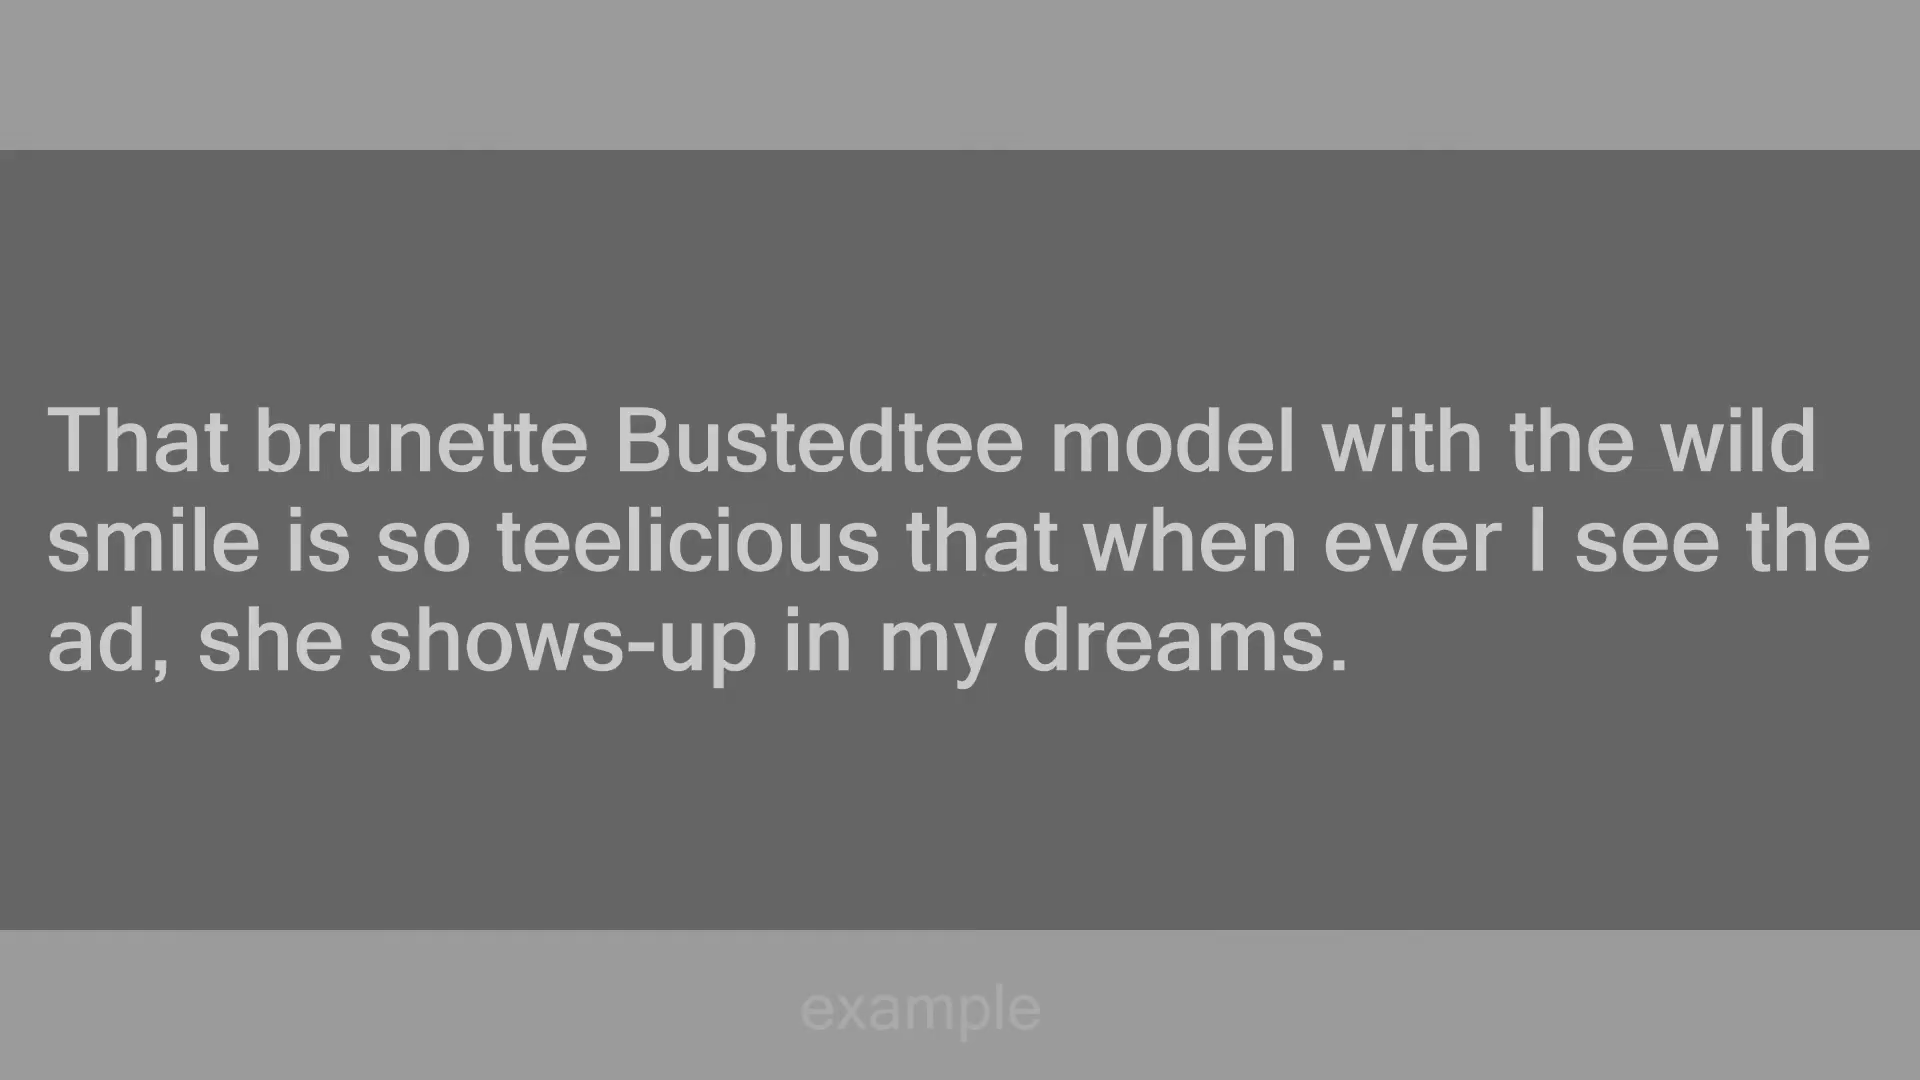 That brunette Bustedtee model with the wild
smile is so teelicious that when ever I see the
ad, she shows-up in my dreams.
example